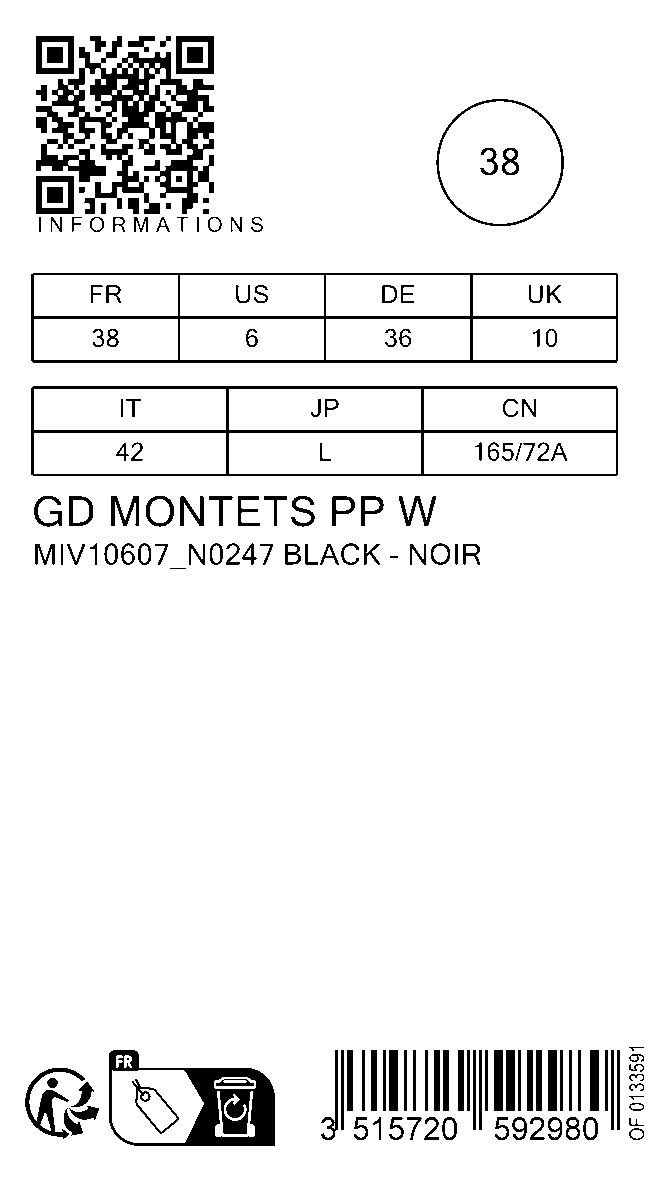 INFORMATIONS
38
FR US DE UK
38 6 36 10
IT JP CN
42 L 165/72A
GD MONTETS PP W
MIV10607_N0247 BLACK - NOIR
FR
3 515720 592980
OF 0133591